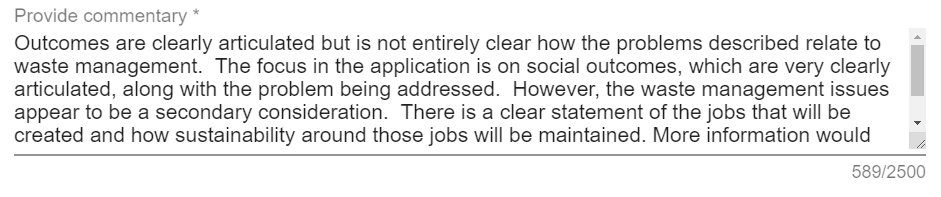 Provide commentary *
Outcomes are clearly articulated but is not entirely clear how the problems described relate to
waste management.  The focus in the application is on social outcomes, which are very clearly
articulated, along with the problem being addressed.  However, the waste management issues
appear to be a secondary consideration.  There is a clear statement of the jobs that will be
created and how sustainability around those jobs will be maintained. More information would
589/2500